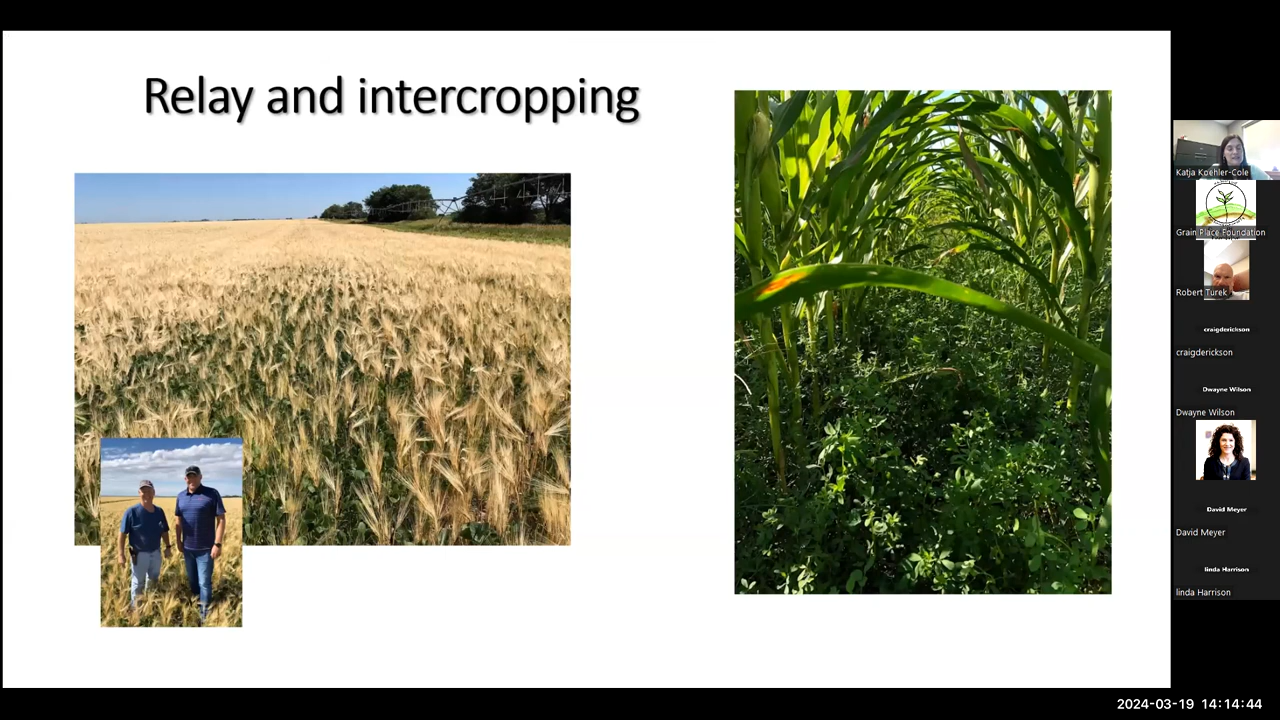 Relay and intercropping
Katja Koehler-Cole
Grain Place Foundation
Robert Turek
craigderickson
craigderickson
Dwayne Wilson
Dwayne Wilson
David Meyer
David Meyer
linda Harrison
linda Harrison
2024-03-19 14:14:44